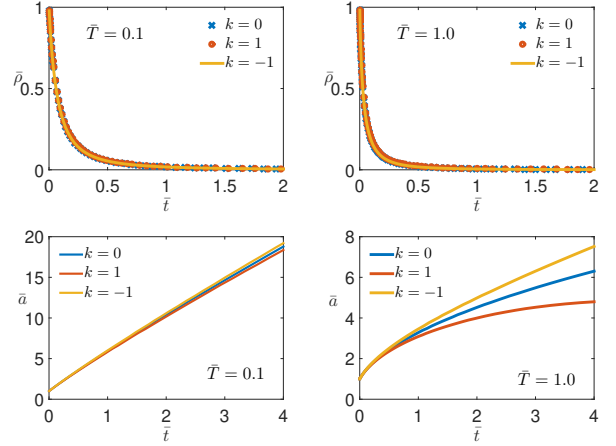 1
T̄ = 0.1
k = 0
k = 1
k = −1
ρ̄ 0.5
0
0 0.5 1 1.5 2
t̄
1
T̄ = 1.0
k = 0
k = 1
k = −1
ρ̄ 0.5
0
0 0.5 1 1.5 2
t̄
20
k = 0
15
k = 1
k = −1
ā
10
5
T̄ = 0.1
0
0 1 2 3 4
t̄
8
k = 0
6
k = 1
k = −1
ā
4
2
T̄ = 1.0
0
0 1 2 3 4
t̄